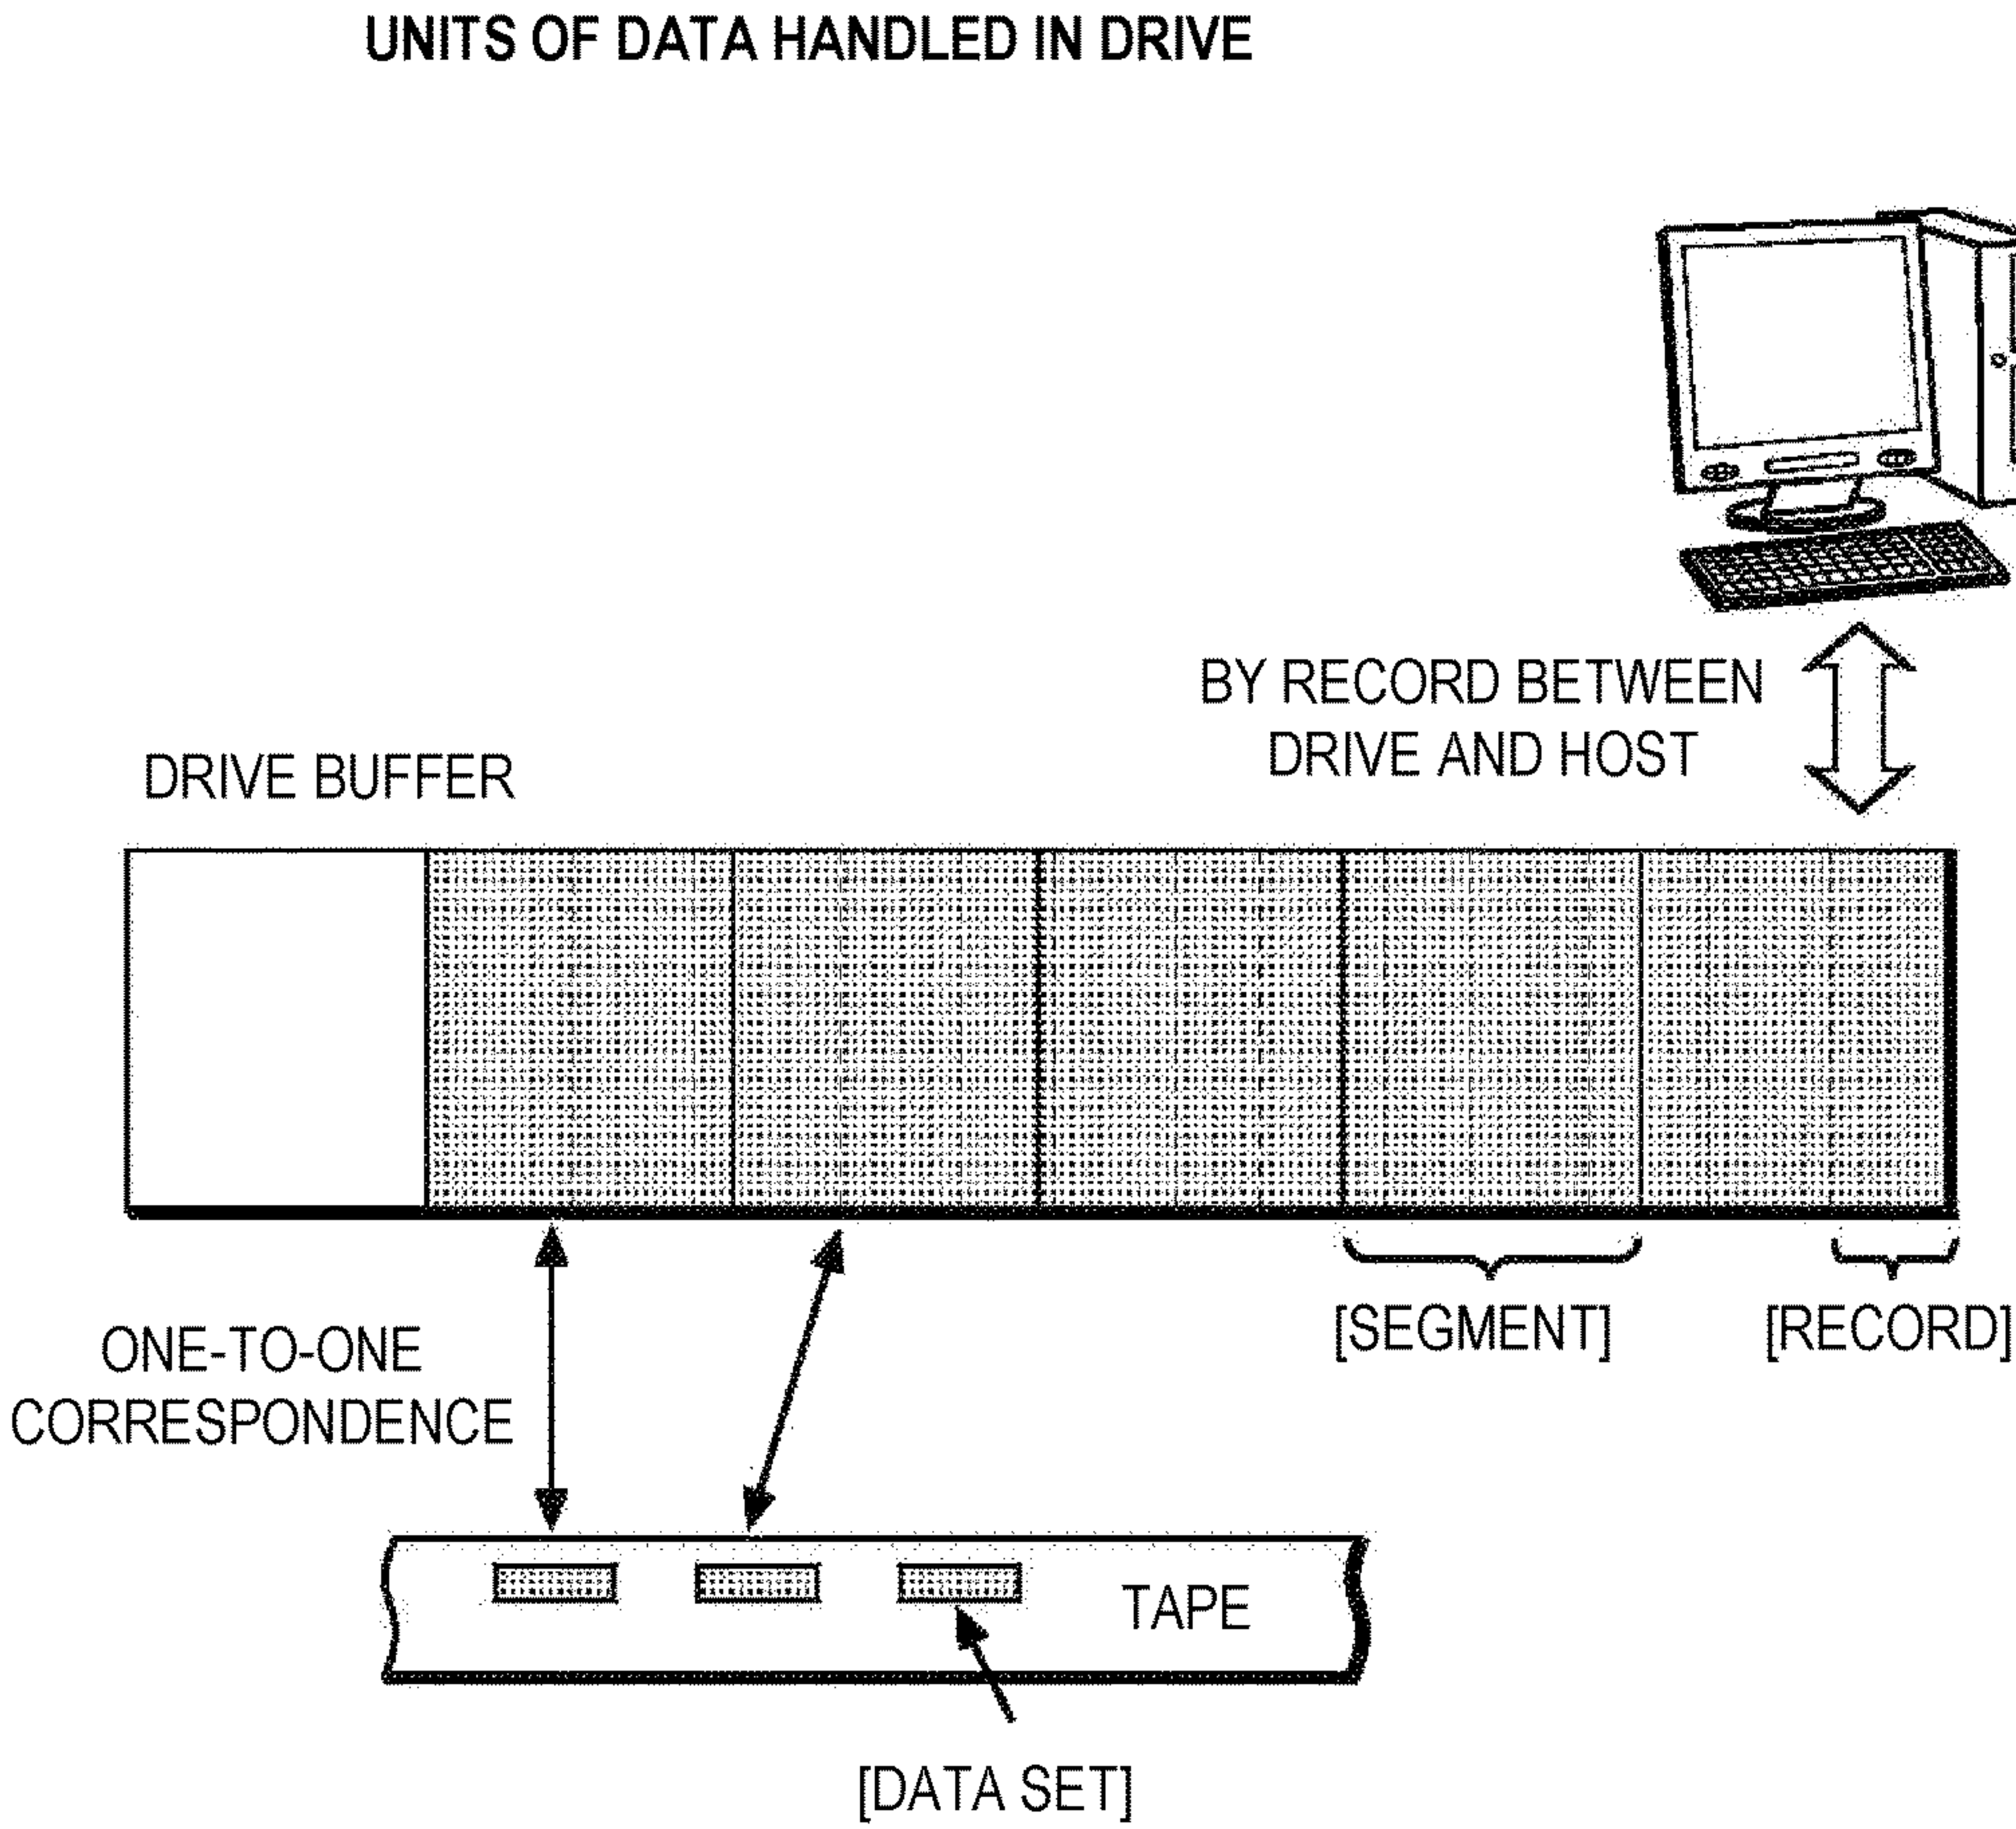 UNITS OF DATA HANDLED IN DRIVE
BY RECORD BETWEEN
DRIVE AND HOST
DRIVE BUFFER
[SEGMENT]
[RECORD]
ONE-TO-ONE
CORRESPONDENCE
TAPE
[DATA SET]